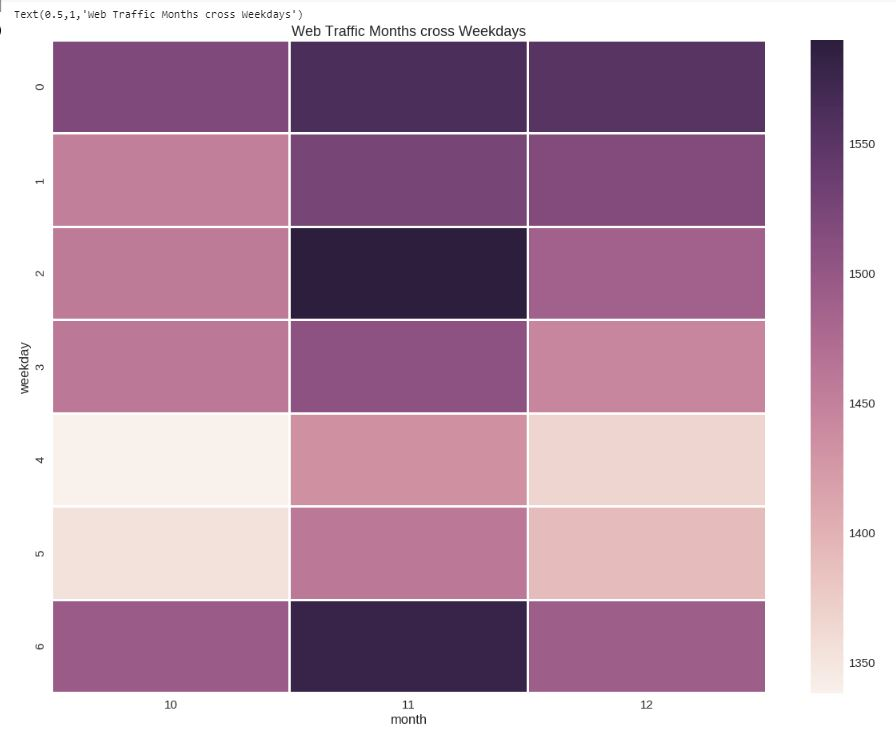 Text(0.5,1,'Web Traffic Months cross Weekdays')
Web Traffic Months cross Weekdays
0
1
2
3
4
5
6
weekday
10 11 12
month
1550
1500
1450
1400
1350